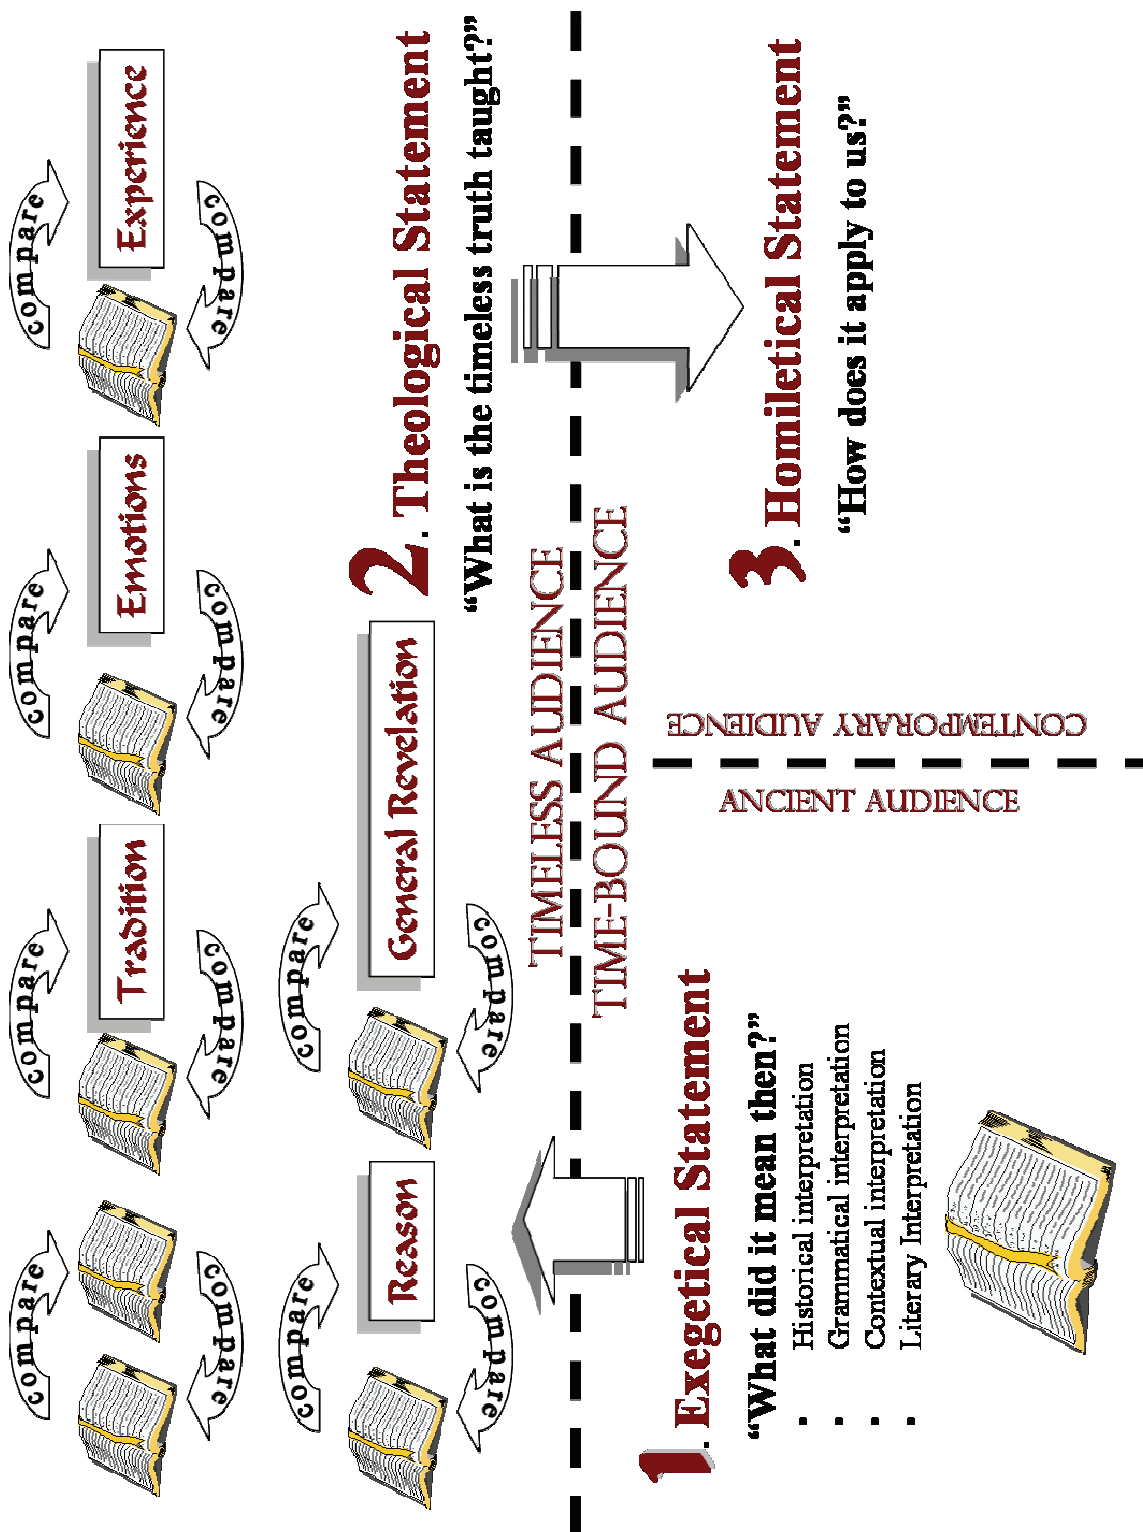 compare
compare
compare
Tradition
compare
compare
Emotions
compare
compare
Experience
compare
compare
Reason
compare
compare
General Revelation
compare
2. Theological Statement
“What is the timeless truth taught?”
TIMELESS AUDIENCE
TIME-BOUND AUDIENCE
1. Exegetical Statement
“What did it mean then?”
▪ Historical interpretation
▪ Grammatical interpretation
▪ Contextual interpretation
▪ Literary Interpretation
ANCIENT AUDIENCE
CONTEMPORARY AUDIENCE
3. Homiletical Statement
“How does it apply to us?”